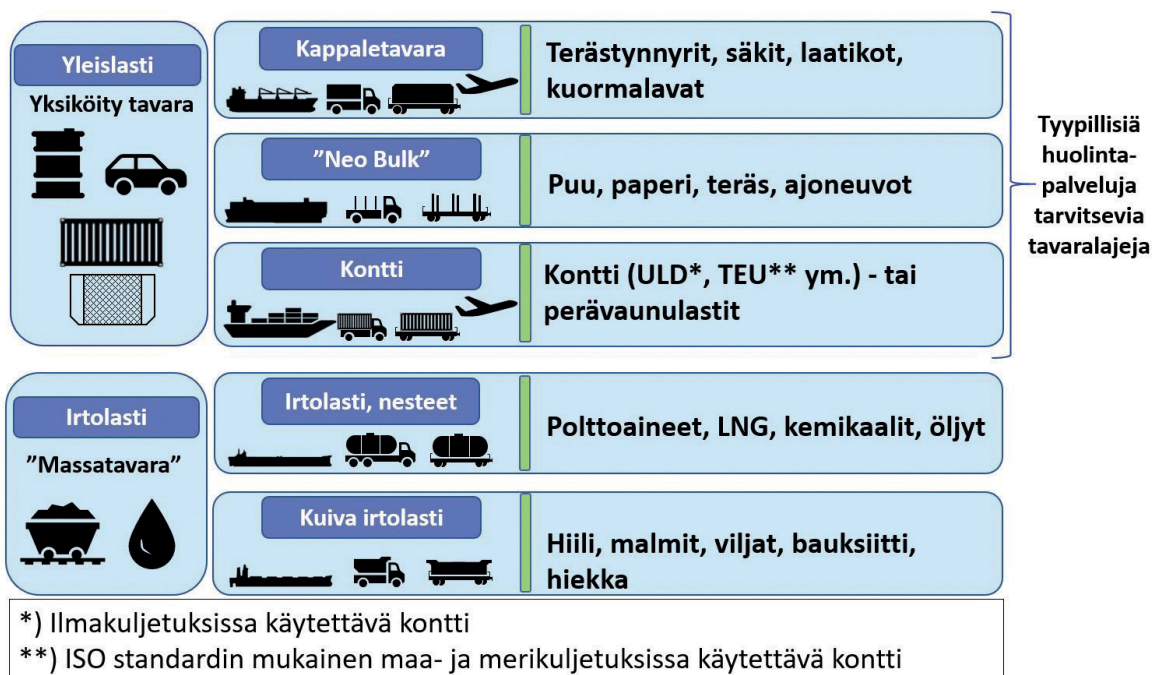 Yleislasti
Yksiköity tavara
Kappaletavara
Terästynnyrit, säkit, laatikot,
kuormalavat
”Neo Bulk”
Puu, paperi, teräs, ajoneuvot
Kontti
Kontti (ULD*, TEU** ym.) - tai
perävaunulastit
Tyypillisiä
huolinta-
palveluja
tarvitsevia
tavaralajeja
Irtolasti
”Massatavara”
Irtolasti, nesteet
Polttoaineet, LNG, kemikaalit, öljyt
Kuiva irtolasti
Hiili, malmit, viljat, bauksiitti,
hiekka
*) Ilmakuljetuksissa käytettävä kontti
**) ISO standardin mukainen maa- ja merikuljetuksissa käytettävä kontti